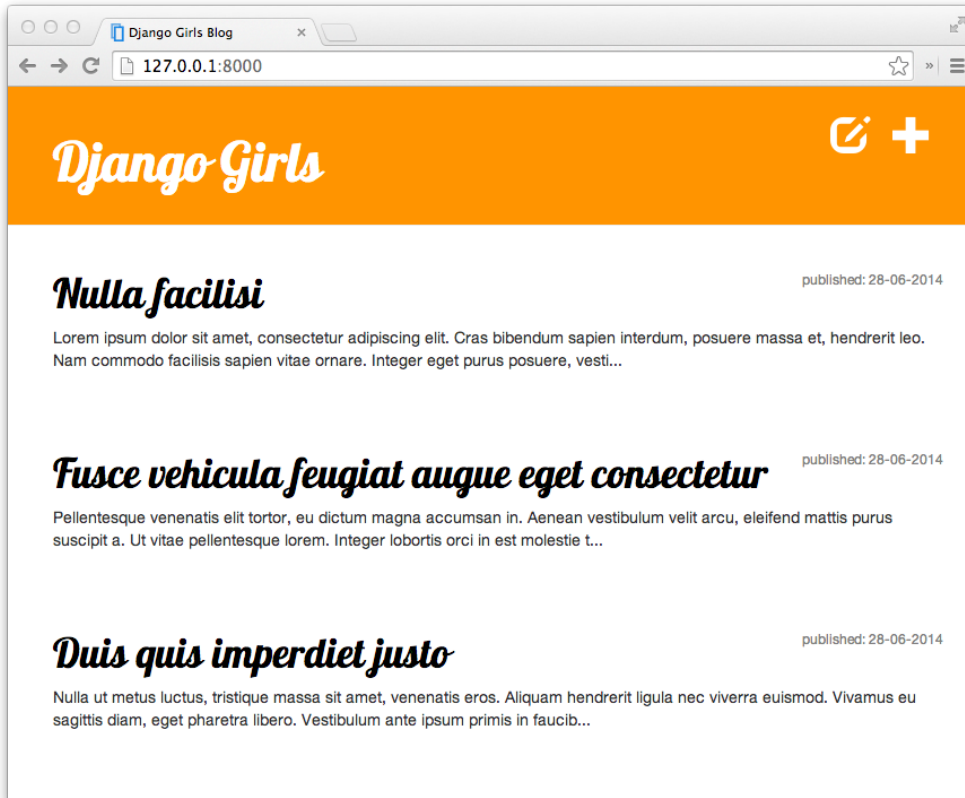 Django Girls Blog
127.0.0.1:8000
Django Girls
Nulla facilisi
published: 28-06-2014
Lorem ipsum dolor sit amet, consectetur adipiscing elit. Cras bibendum sapien interdum, posuere massa et, hendrerit leo.
Nam commodo facilisis sapien vitae ornare. Integer eget purus posuere, vesti...
Fusce vehicula feugiat augue eget consectetur
published: 28-06-2014
Pellentesque venenatis elit tortor, eu dictum magna accumsan in. Aenean vestibulum velit arcu, eleifend mattis purus
suscipit a. Ut vitae pellentesque lorem. Integer lobortis orci in est molestie t...
Duis quis imperdiet justo
published: 28-06-2014
Nulla ut metus luctus, tristique massa sit amet, venenatis eros. Aliquam hendrerit ligula nec viverra euismod. Vivamus eu
sagittis diam, eget pharetra libero. Vestibulum ante ipsum primis in faucib...